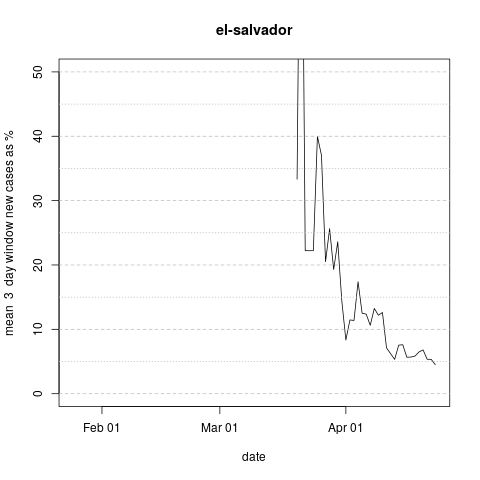 el-salvador
mean  3  day window new cases as %
50
40
30
20
10
0
Feb 01
Mar 01
Apr 01
date